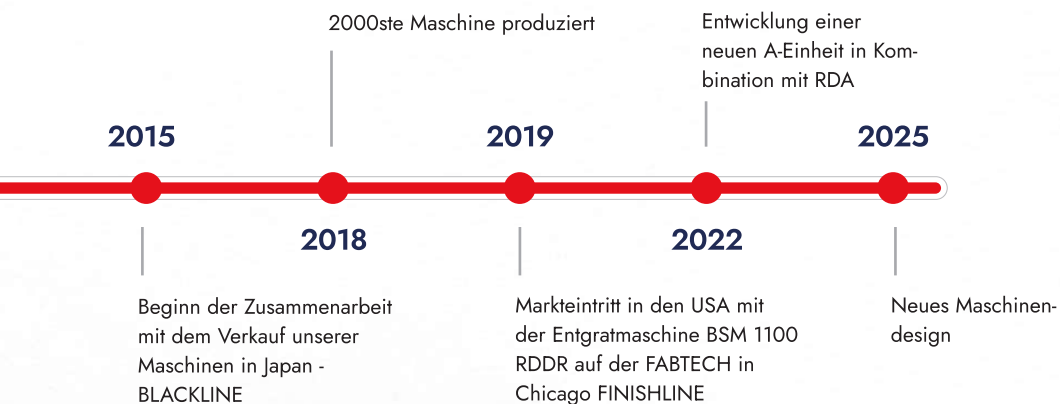 2000ste Maschine produziert
Entwicklung einer
neuen A-Einheit in Kom-
bination mit RDA
2015
2019
2025
2018
2022
Beginn der Zusammenarbeit
mit dem Verkauf unserer
Maschinen in Japan -
BLACKLINE
Markteintritt in den USA mit
der Entgratmaschine BSM 1100
RDDR auf der FABTECH in
Chicago FINISHLINE
Neues Maschinen-
design